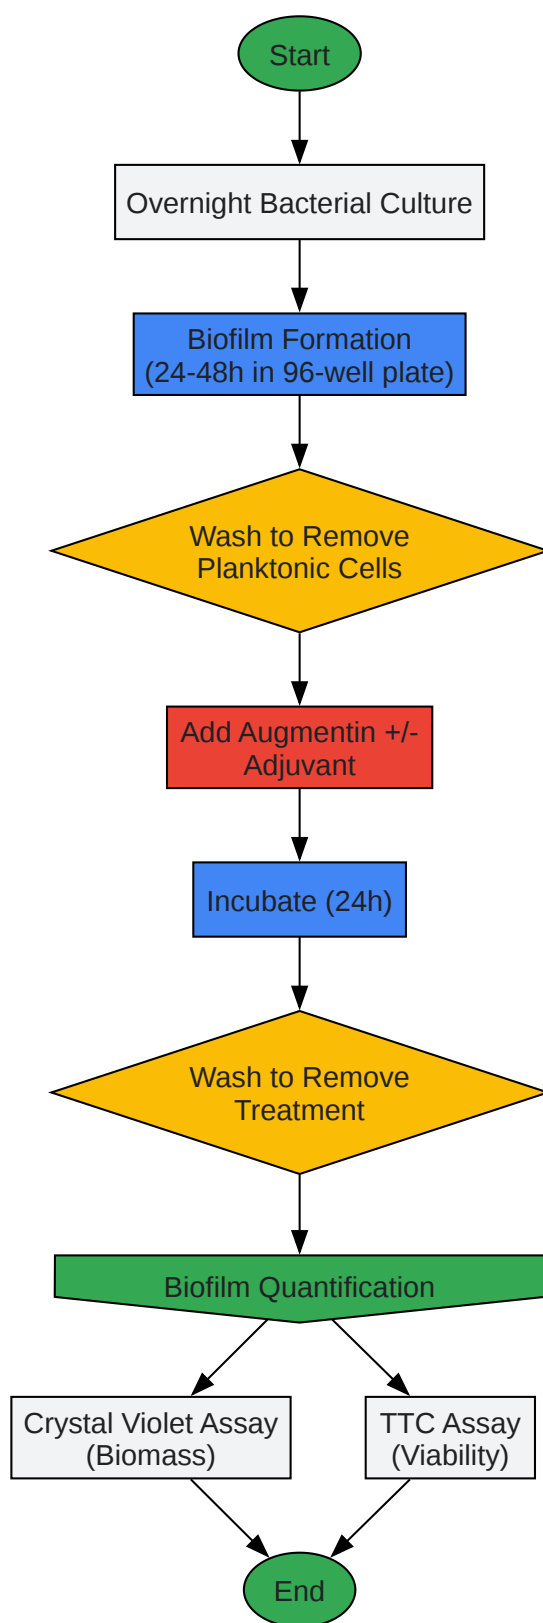 Start
Overnight Bacterial Culture
Biofilm Formation
(24-48h in 96-well plate)
Wash to Remove
Planktonic Cells
Add Augmentin +/-
Adjuvant
Incubate (24h)
Wash to Remove
Treatment
Biofilm Quantification
Crystal Violet Assay
(Biomass)
TTC Assay
(Viability)
End